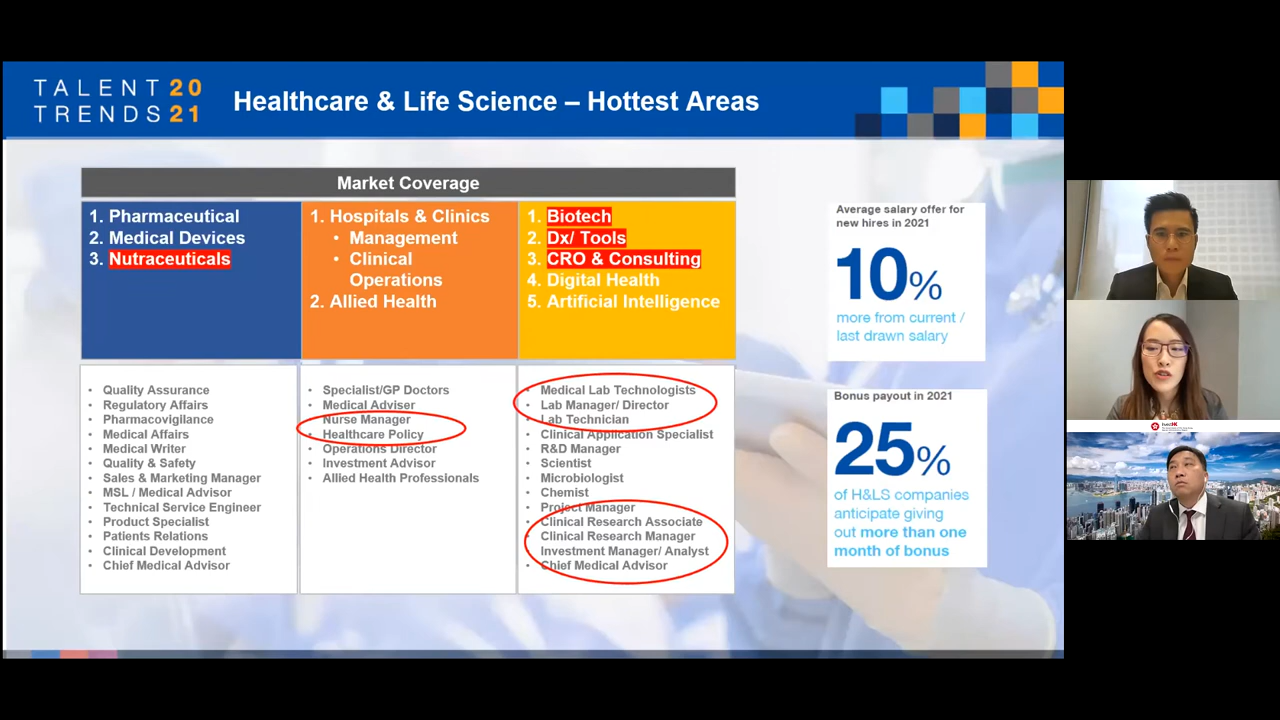 TALENT 20
TRENDS 21
Healthcare & Life Science – Hottest Areas
Market Coverage
1. Pharmaceutical
2. Medical Devices
3. Nutraceuticals
1. Hospitals & Clinics
• Management
• Clinical
Operations
2. Allied Health
1. Biotech
2. Dx/ Tools
3. CRO & Consulting
4. Digital Health
5. Artificial Intelligence
• Quality Assurance
• Regulatory Affairs
• Pharmacovigilance
• Medical Affairs
• Medical Writer
• Quality & Safety
• Sales & Marketing Manager
• MSL / Medical Advisor
• Technical Service Engineer
• Product Specialist
• Patients Relations
• Clinical Development
• Chief Medical Advisor
• Specialist/GP Doctors
• Medical Adviser
• Nurse Manager
• Healthcare Policy
• Operations Director
• Investment Advisor
• Allied Health Professionals
• Medical Lab Technologists
• Lab Manager/ Director
• Lab Technician
• Clinical Application Specialist
• R&D Manager
• Scientist
• Microbiologist
• Chemist
• Project Manager
• Clinical Research Associate
• Clinical Research Manager
Investment Manager/ Analyst
• Chief Medical Advisor
Average salary offer for
new hires in 2021
10%
more from current /
last drawn salary
Bonus payout in 2021
25%
of H&LS companies
anticipate giving
out more than one
month of bonus